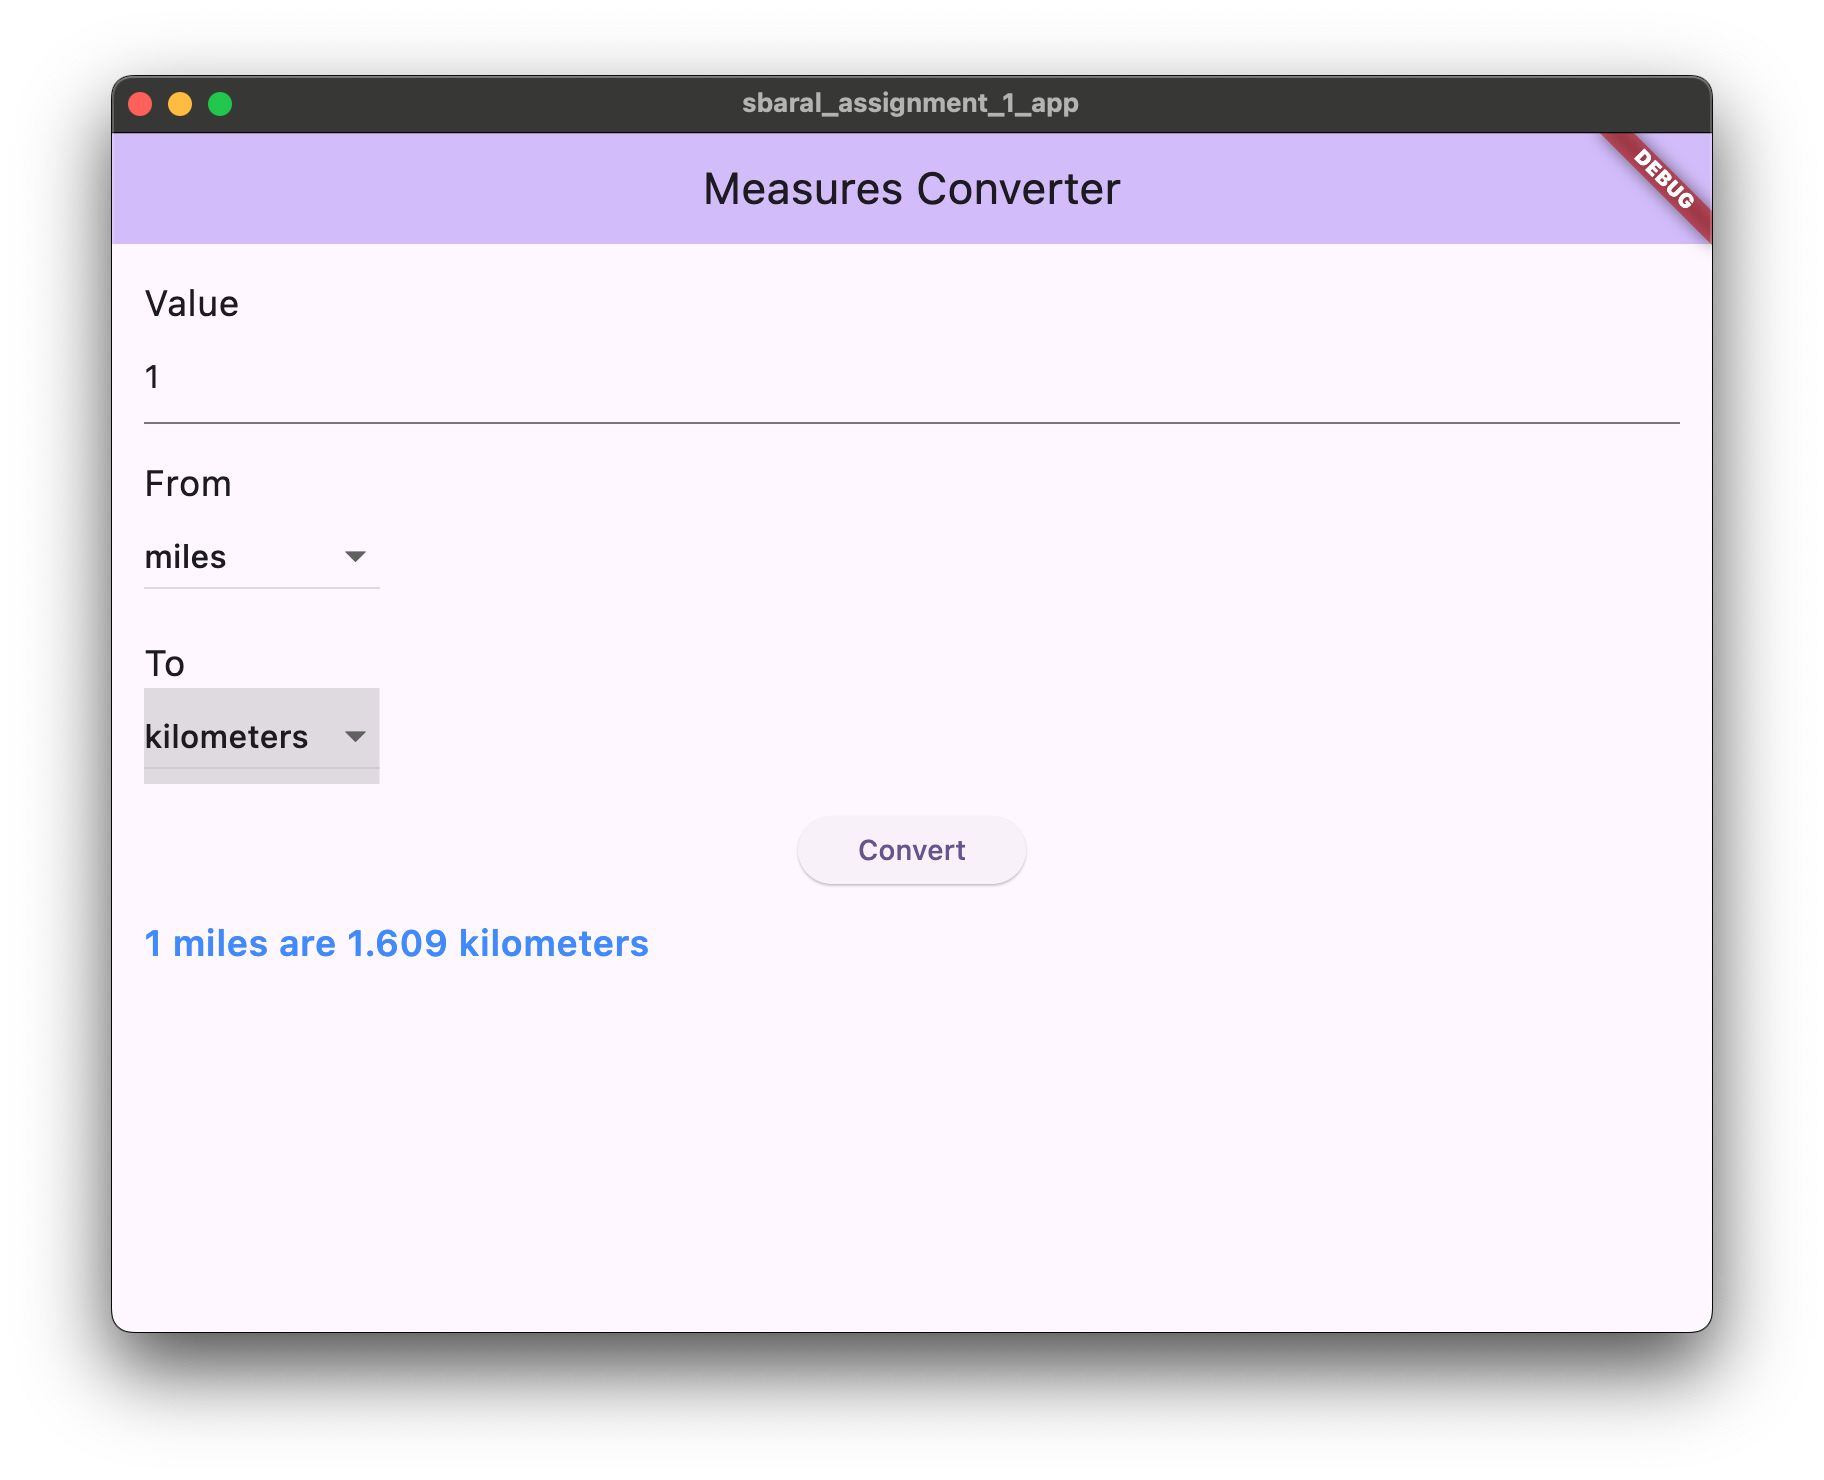 sbaral_assignment_1_app
Measures Converter
DEBUG
Value
1
From
miles
To
kilometers
Convert
1 miles are 1.609 kilometers